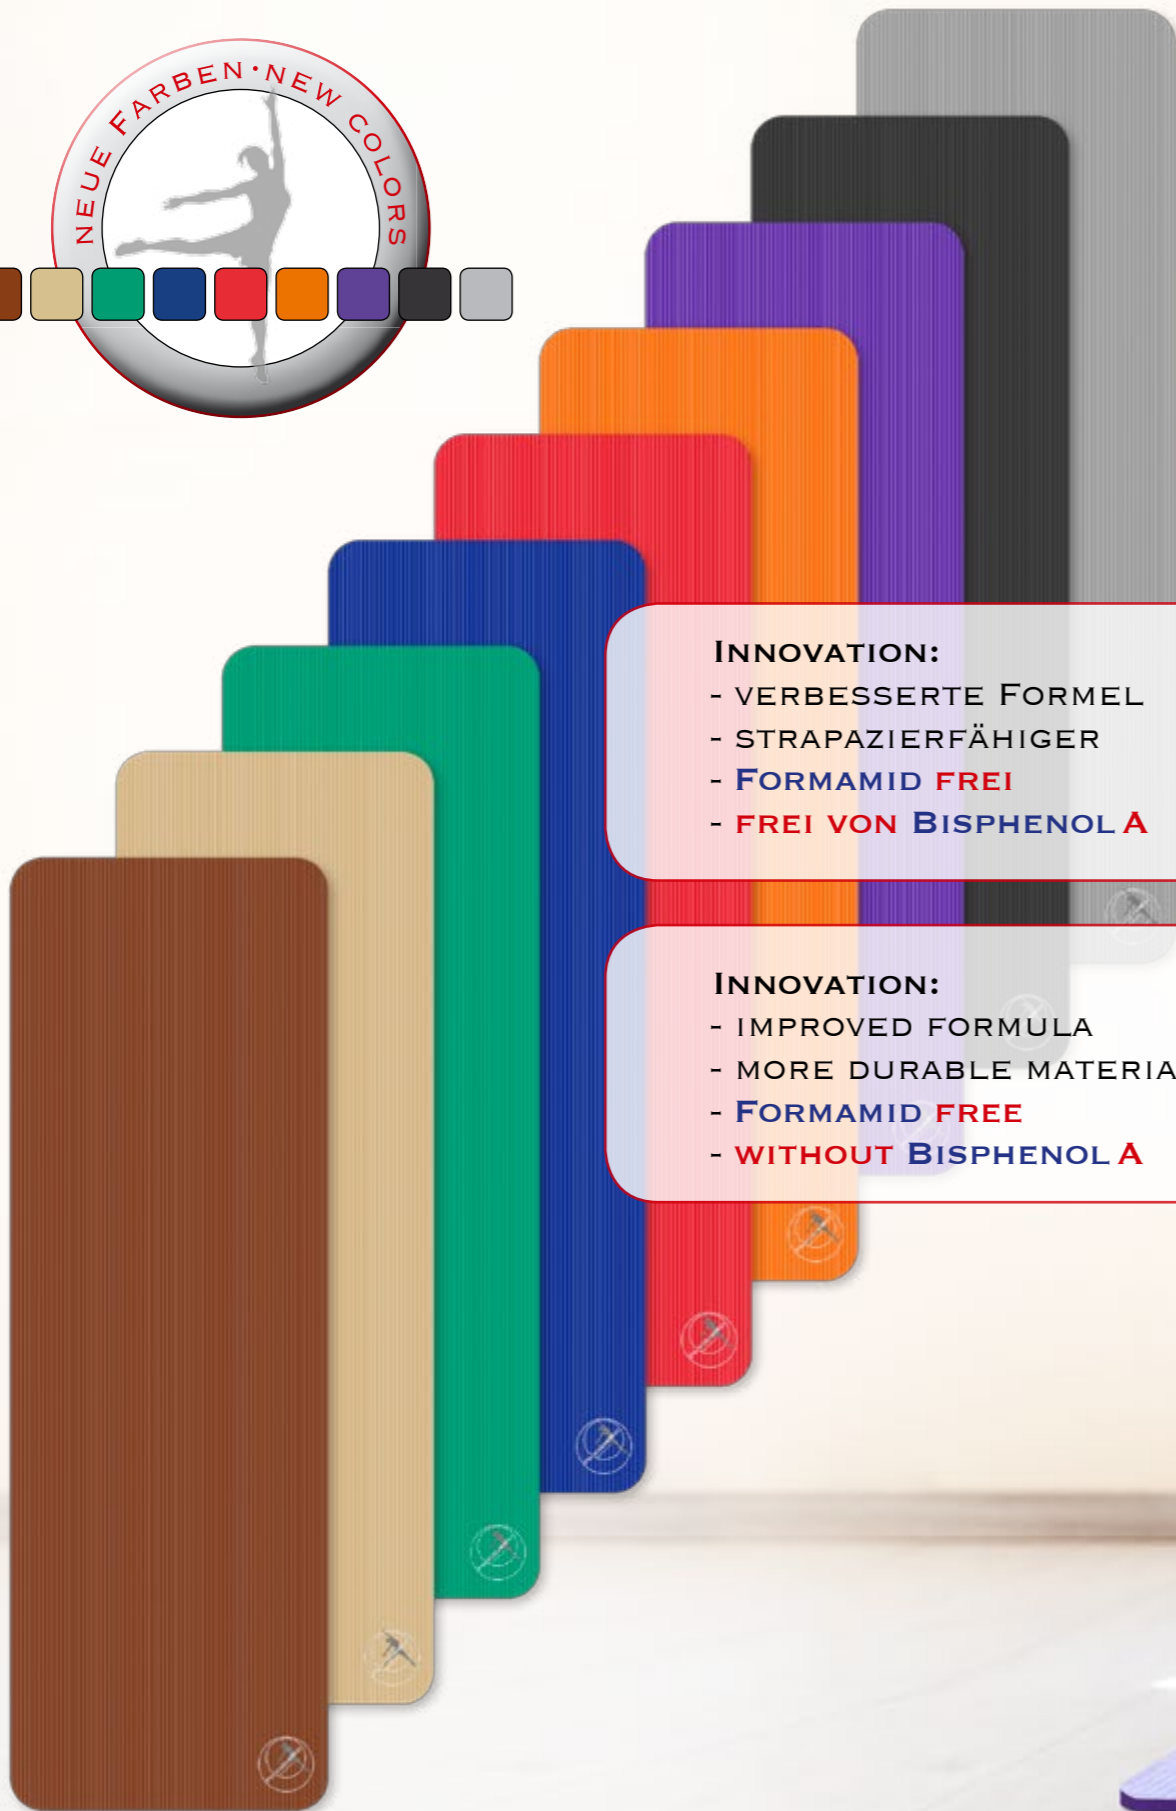 NEUE FARBEN·NEW COLORS
INNOVATION:
- VERBESSERTE FORMEL
- STRAPAZIERFÄHIGER
- FORMAMID FREI
- FREI VON BISPHENOL A
INNOVATION:
- IMPROVED FORMULA
- MORE DURABLE MATERIA
- FORMAMID FREE
- WITHOUT BISPHENOL A